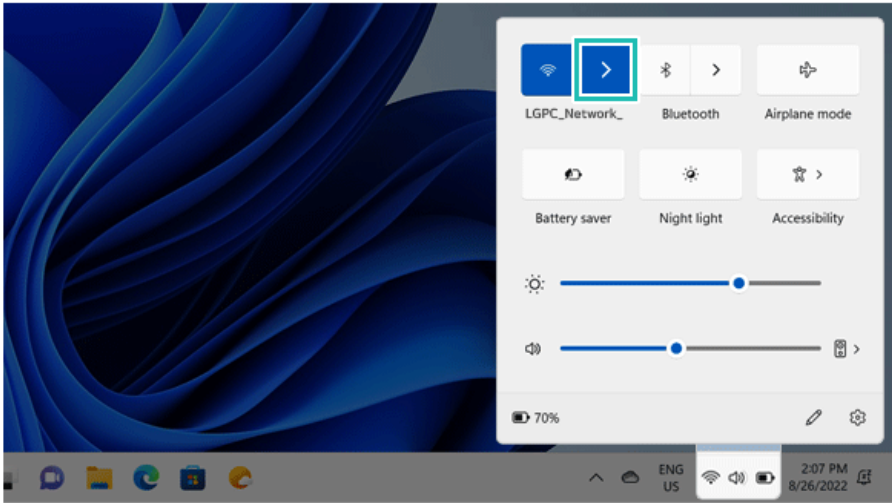 LGPC_Network_
Bluetooth
Airplane mode
Battery saver
Night light
Accessibility
70%
ENG
US
2:07 PM
8/26/2022